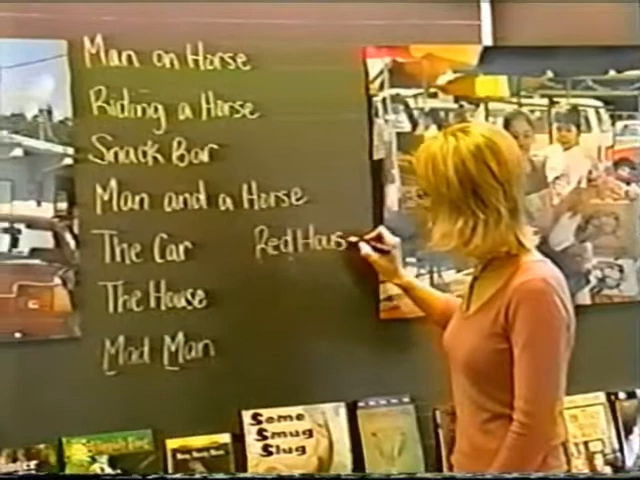 Man on Horse
Riding a Horse
Snack Bar
Man and a Horse
The Car
Red Hous
The House
Mad Man
Some
Smug
Slug